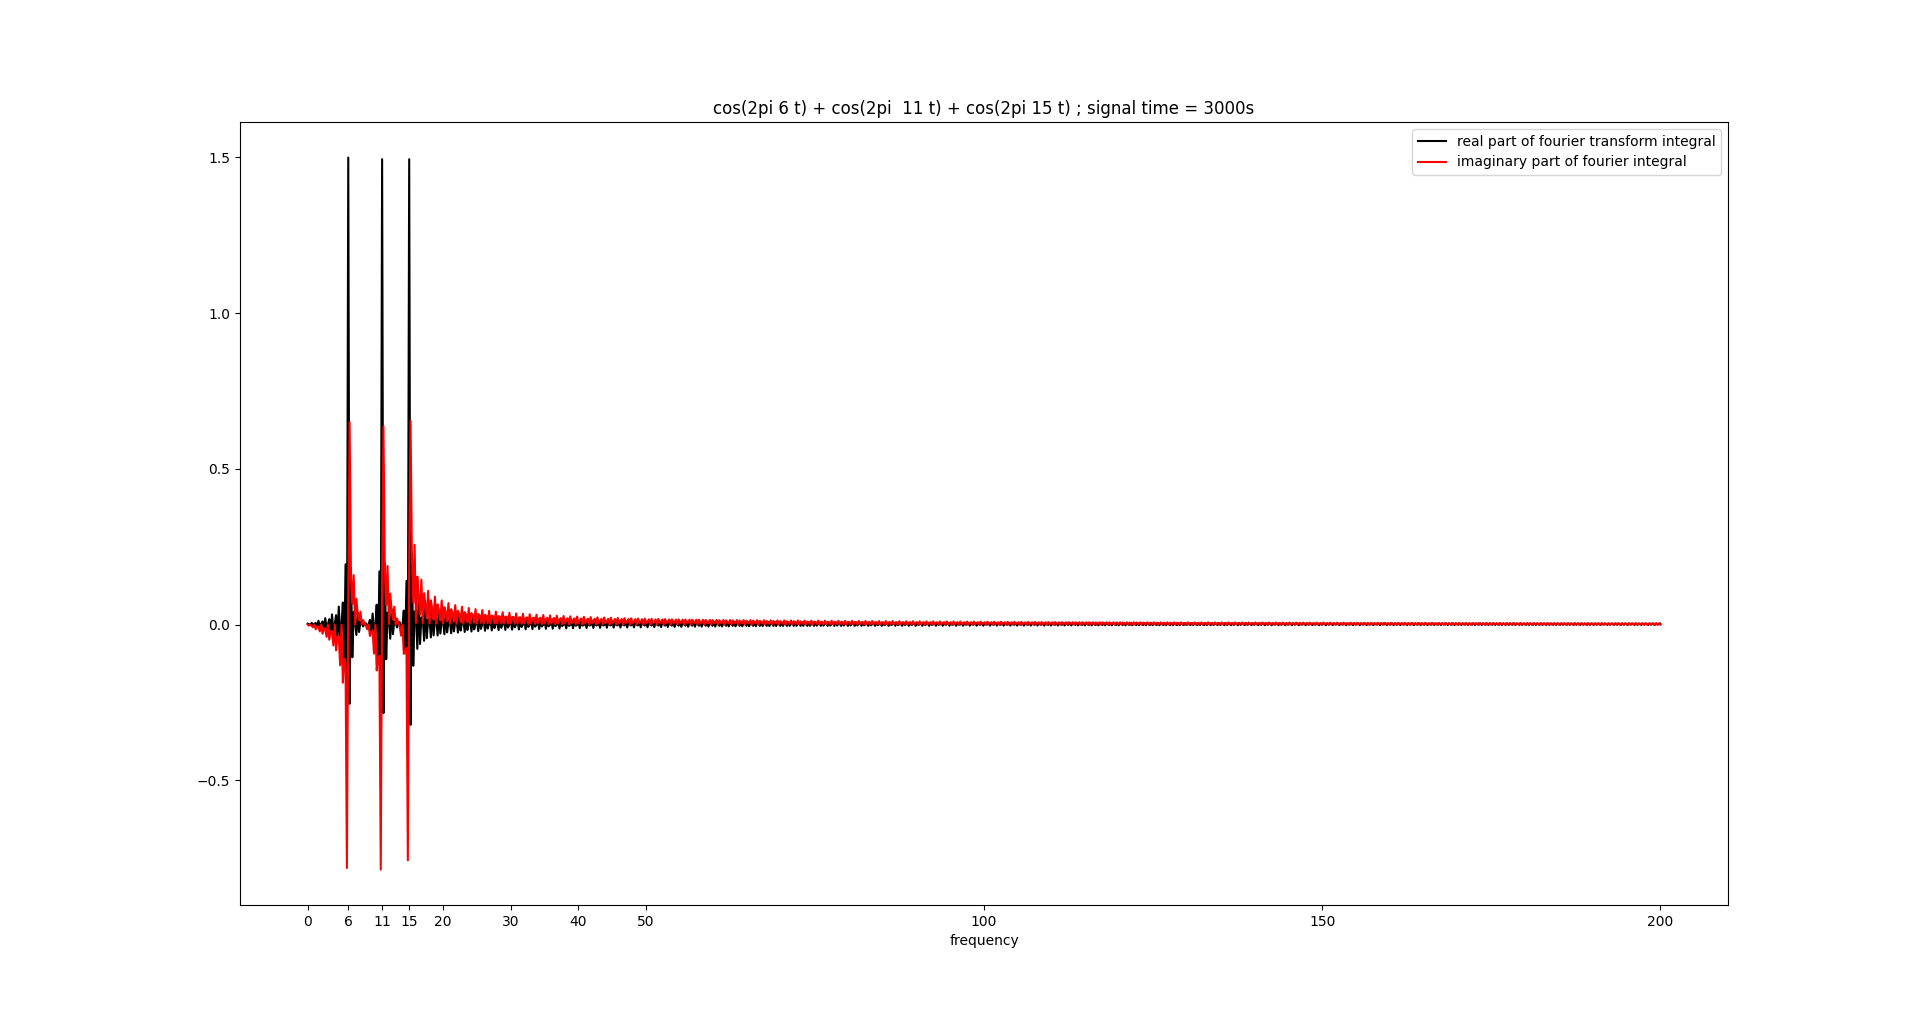 cos(2pi 6 t) + cos(2pi  11 t) + cos(2pi 15 t) ; signal time = 3000s
real part of fourier transform integral
imaginary part of fourier integral
1.5
1.0
0.5
0.0
−0.5
0 6 11 15 20 30 40 50 100 150 200
frequency